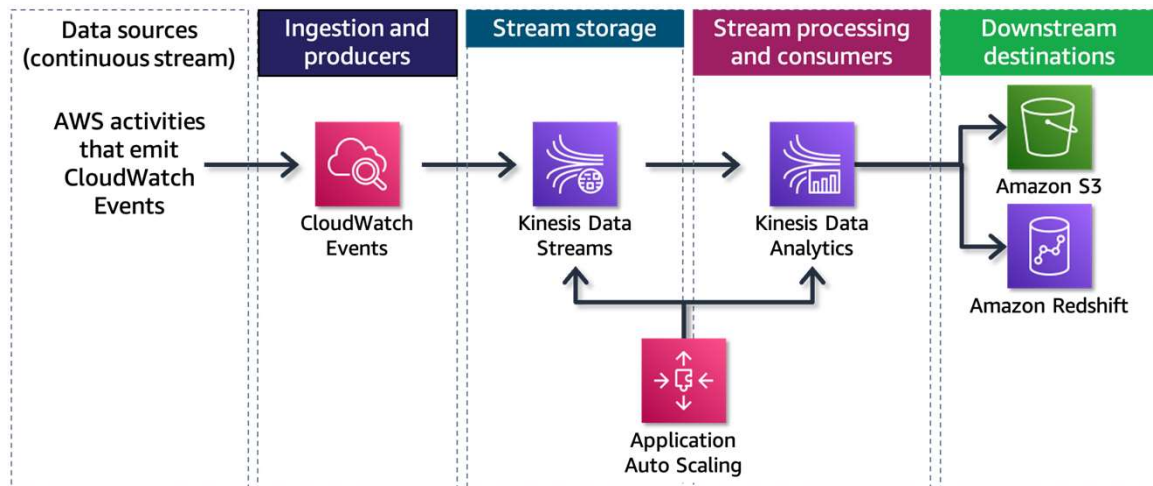 Data sources
(continuous stream)
Ingestion and
producers
Stream storage
Stream processing
and consumers
Downstream
destinations
AWS activities
that emit
CloudWatch
Events
CloudWatch
Events
Kinesis Data
Streams
Kinesis Data
Analytics
Amazon S3
Amazon Redshift
Application
Auto Scaling